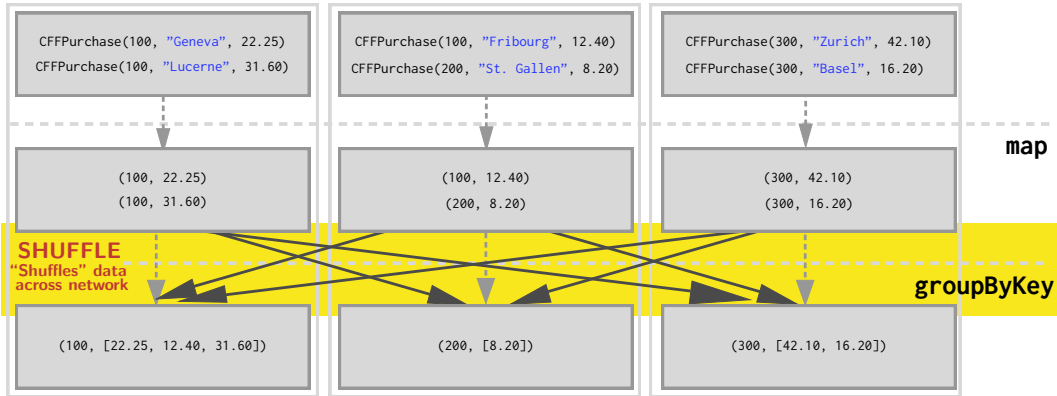 CFFPurchase(100, ”Geneva”, 22.25)
CFFPurchase(100, ”Lucerne”, 31.60)
CFFPurchase(100, ”Fribourg”, 12.40)
CFFPurchase(200, ”St. Gallen”, 8.20)
CFFPurchase(300, ”Zurich”, 42.10)
CFFPurchase(300, ”Basel”, 16.20)
map
(100, 22.25)
(100, 31.60)
(100, 12.40)
(200, 8.20)
(300, 42.10)
(300, 16.20)
SHUFFLE
“Shuffles” data
across network
groupByKey
(100, [22.25, 12.40, 31.60])
(200, [8.20])
(300, [42.10, 16.20])